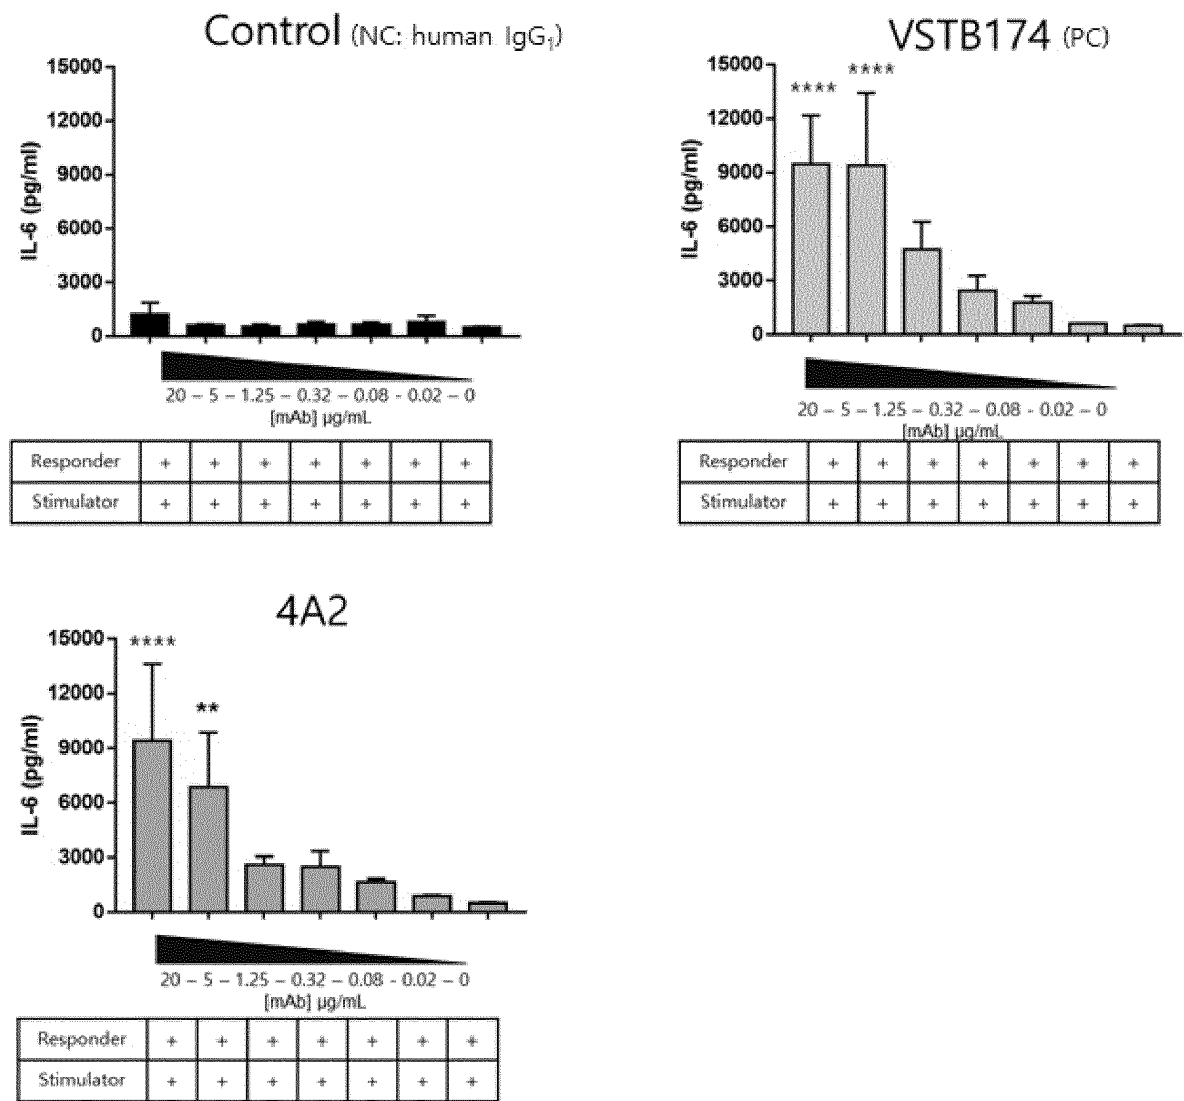 Control (NC: human IgG1)
15000
12000
9000
6000
3000
0
IL-6 (pg/ml)
20 – 5 – 1.25 – 0.32 – 0.08 - 0.02 – 0
[mAb] µg/mL
Responder + + + + + + +
Stimulator + + + + + + +
VSTB174 (PC)
15000
12000
9000
6000
3000
0
IL-6 (pg/ml)
**** ****
20 – 5 – 1.25 – 0.32 – 0.08 - 0.02 – 0
[mAb] µg/mL
Responder + + + + + + +
Stimulator + + + + + + +
4A2
15000
12000
9000
6000
3000
0
IL-6 (pg/ml)
****
**
20 – 5 – 1.25 – 0.32 – 0.08 - 0.02 – 0
[mAb] µg/mL
Responder + + + + + + +
Stimulator + + + + + + +